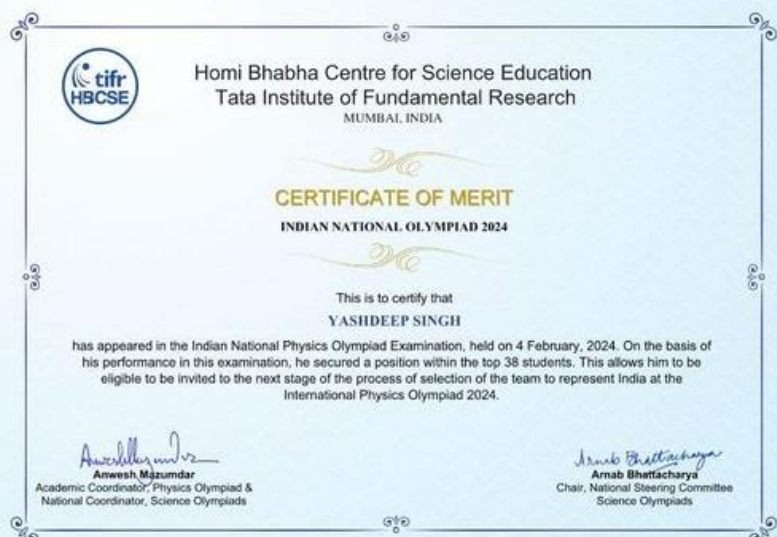 tifr
HBCSE
Homi Bhabha Centre for Science Education
Tata Institute of Fundamental Research
MUMBAI, INDIA
CERTIFICATE OF MERIT
INDIAN NATIONAL OLYMPIAD 2024
This is to certify that
YASHDEEP SINGH
has appeared in the Indian National Physics Olympiad Examination, held on 4 February, 2024. On the basis of
his performance in this examination, he secured a position within the top 38 students. This allows him to be
eligible to be invited to the next stage of the process of selection of the team to represent India at the
International Physics Olympiad 2024.
Anwesh Mazumdar
Academic Coordinator, Physics Olympiad &
National Coordinator, Science Olympiads
Arnab Bhattacharya
Arnab Bhattacharya
Chair, National Steering Committee
Science Olympiads